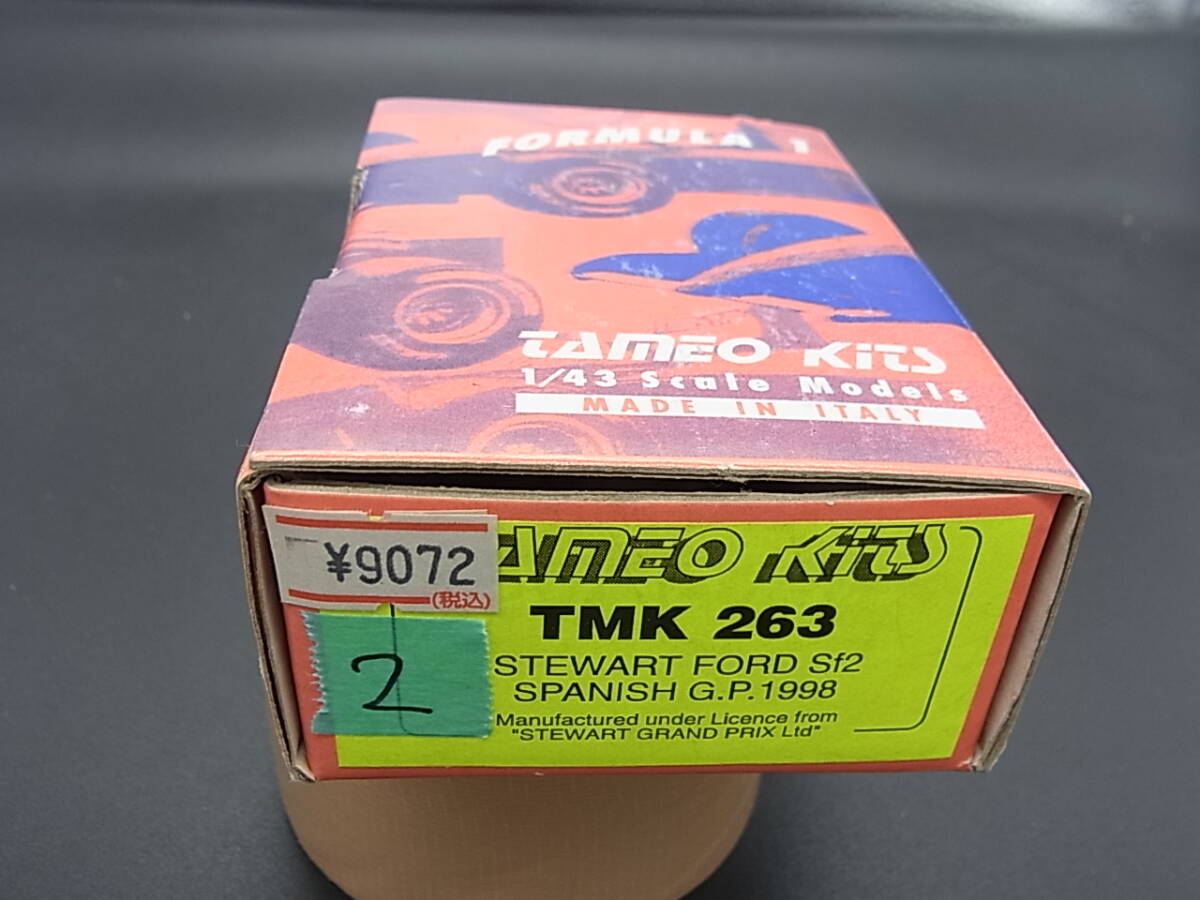 FORMULA 1
TAMEO KiTS
1/43 Scale Models
MADE IN ITALY
¥9072
(税込)
2
AMEO KiTS
TMK 263
STEWART FORD Sf2
SPANISH G.P.1998
Manufactured under Licence from
"STEWART GRAND PRIX Ltd"